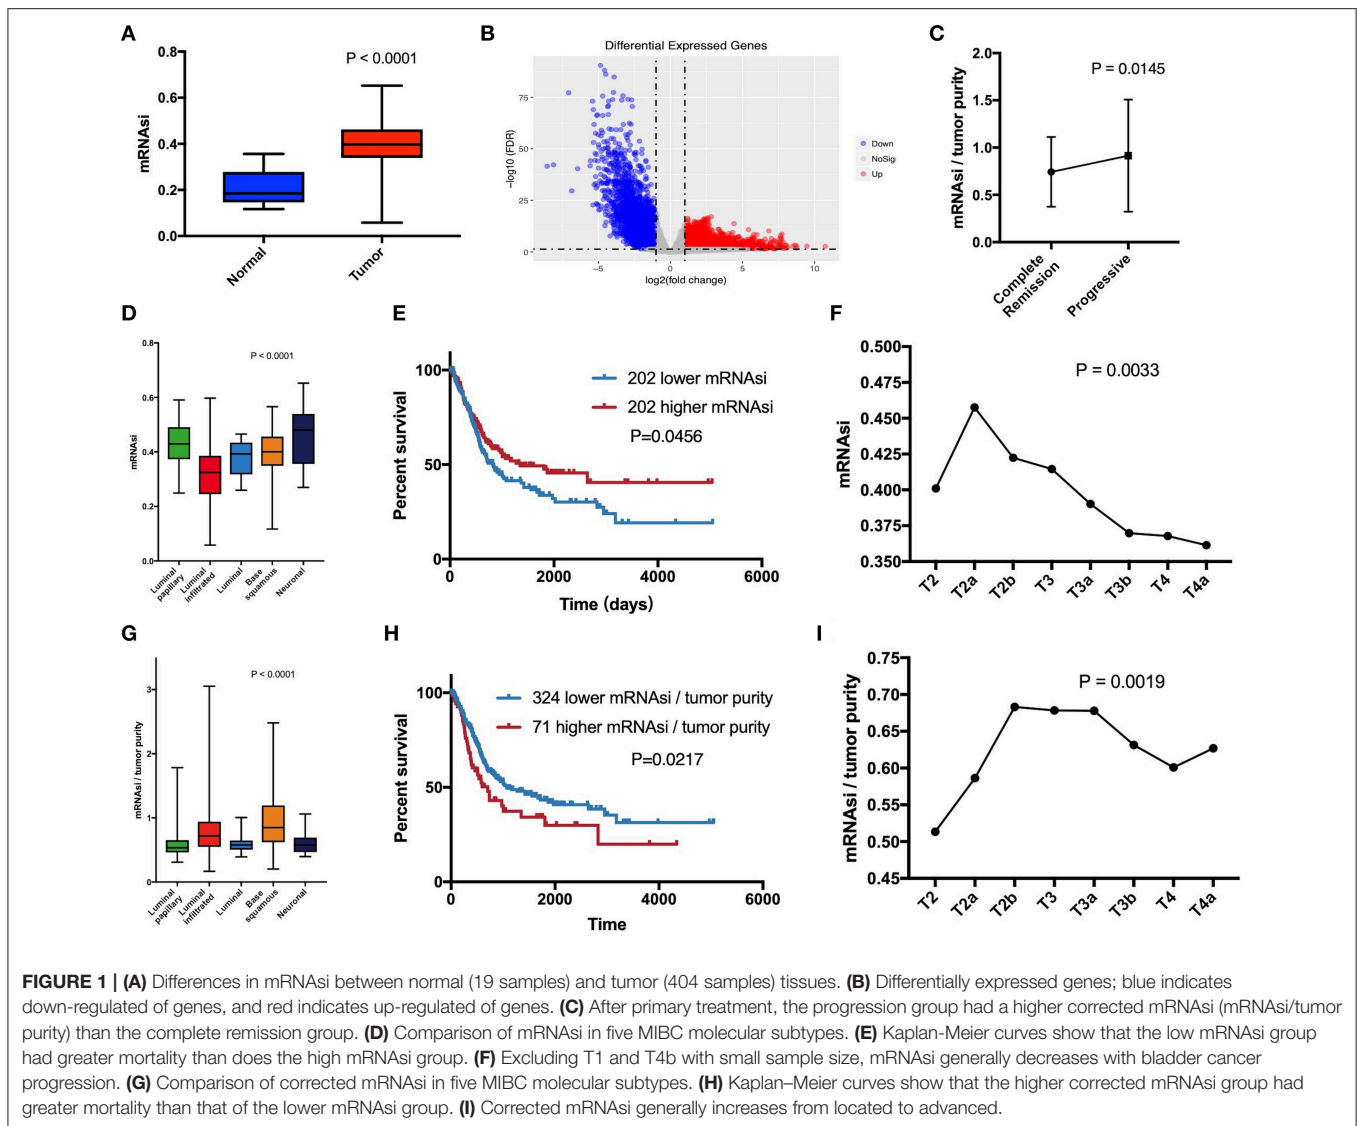 A
mRNAsi
0.8
0.6
0.4
0.2
0.0
P < 0.0001
Normal
Tumor
B
Differential Expressed Genes
−log10 (FDR)
75
50
25
0
−5
0
5
10
log2(fold change)
Down
NoSig
Up
C
mRNAsi / tumor purity
2.0
1.5
1.0
0.5
0.0
P = 0.0145
Complete
Remission
Progressive
D
mRNAsi
0.8
0.6
0.4
0.2
0.0
P < 0.0001
Luminal
papillary
Luminal
infiltrated
Luminal
Base
squamous
Neuronal
E
Percent survival
100
50
0
202 lower mRNAsi
202 higher mRNAsi
P=0.0456
0
2000
4000
6000
Time (days)
F
mRNAsi
0.500
0.475
0.450
0.425
0.400
0.375
0.350
P = 0.0033
T2
T2a
T2b
T3
T3a
T3b
T4
T4a
G
mRNAsi / tumor purity
3
2
1
0
P < 0.0001
Luminal
papillary
Luminal
infiltrated
Luminal
Base
squamous
Neuronal
H
Percent survival
100
50
0
324 lower mRNAsi / tumor purity
71 higher mRNAsi / tumor purity
P=0.0217
0
2000
4000
6000
Time
I
mRNAsi / tumor purity
0.75
0.70
0.65
0.60
0.55
0.50
0.45
P = 0.0019
T2
T2a
T2b
T3
T3a
T3b
T4
T4a
FIGURE 1 | (A) Differences in mRNAsi between normal (19 samples) and tumor (404 samples) tissues. (B) Differentially expressed genes; blue indicates
down-regulated of genes, and red indicates up-regulated of genes. (C) After primary treatment, the progression group had a higher corrected mRNAsi (mRNAsi/tumor
purity) than the complete remission group. (D) Comparison of mRNAsi in five MIBC molecular subtypes. (E) Kaplan-Meier curves show that the low mRNAsi group
had greater mortality than does the high mRNAsi group. (F) Excluding T1 and T4b with small sample size, mRNAsi generally decreases with bladder cancer
progression. (G) Comparison of corrected mRNAsi in five MIBC molecular subtypes. (H) Kaplan–Meier curves show that the higher corrected mRNAsi group had
greater mortality than that of the lower mRNAsi group. (I) Corrected mRNAsi generally increases from located to advanced.